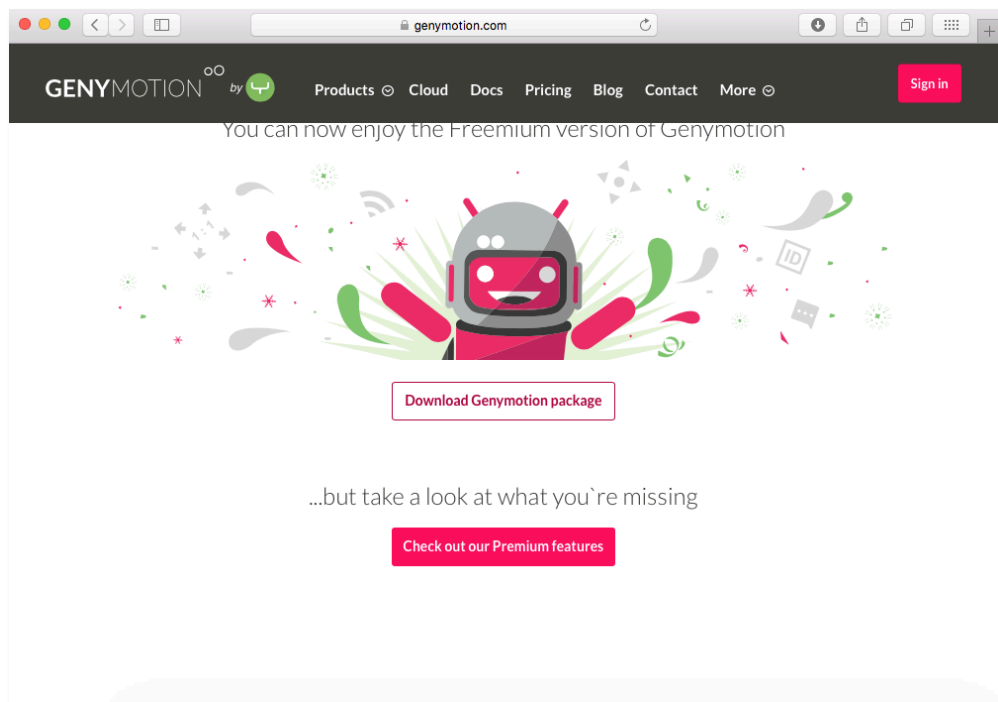 genymotion.com
GENYMOTION by
Products Cloud Docs Pricing Blog Contact More
Sign in
You can now enjoy the Freemium version of Genymotion
1:1
ID
Download Genymotion package
...but take a look at what you`re missing
Check out our Premium features